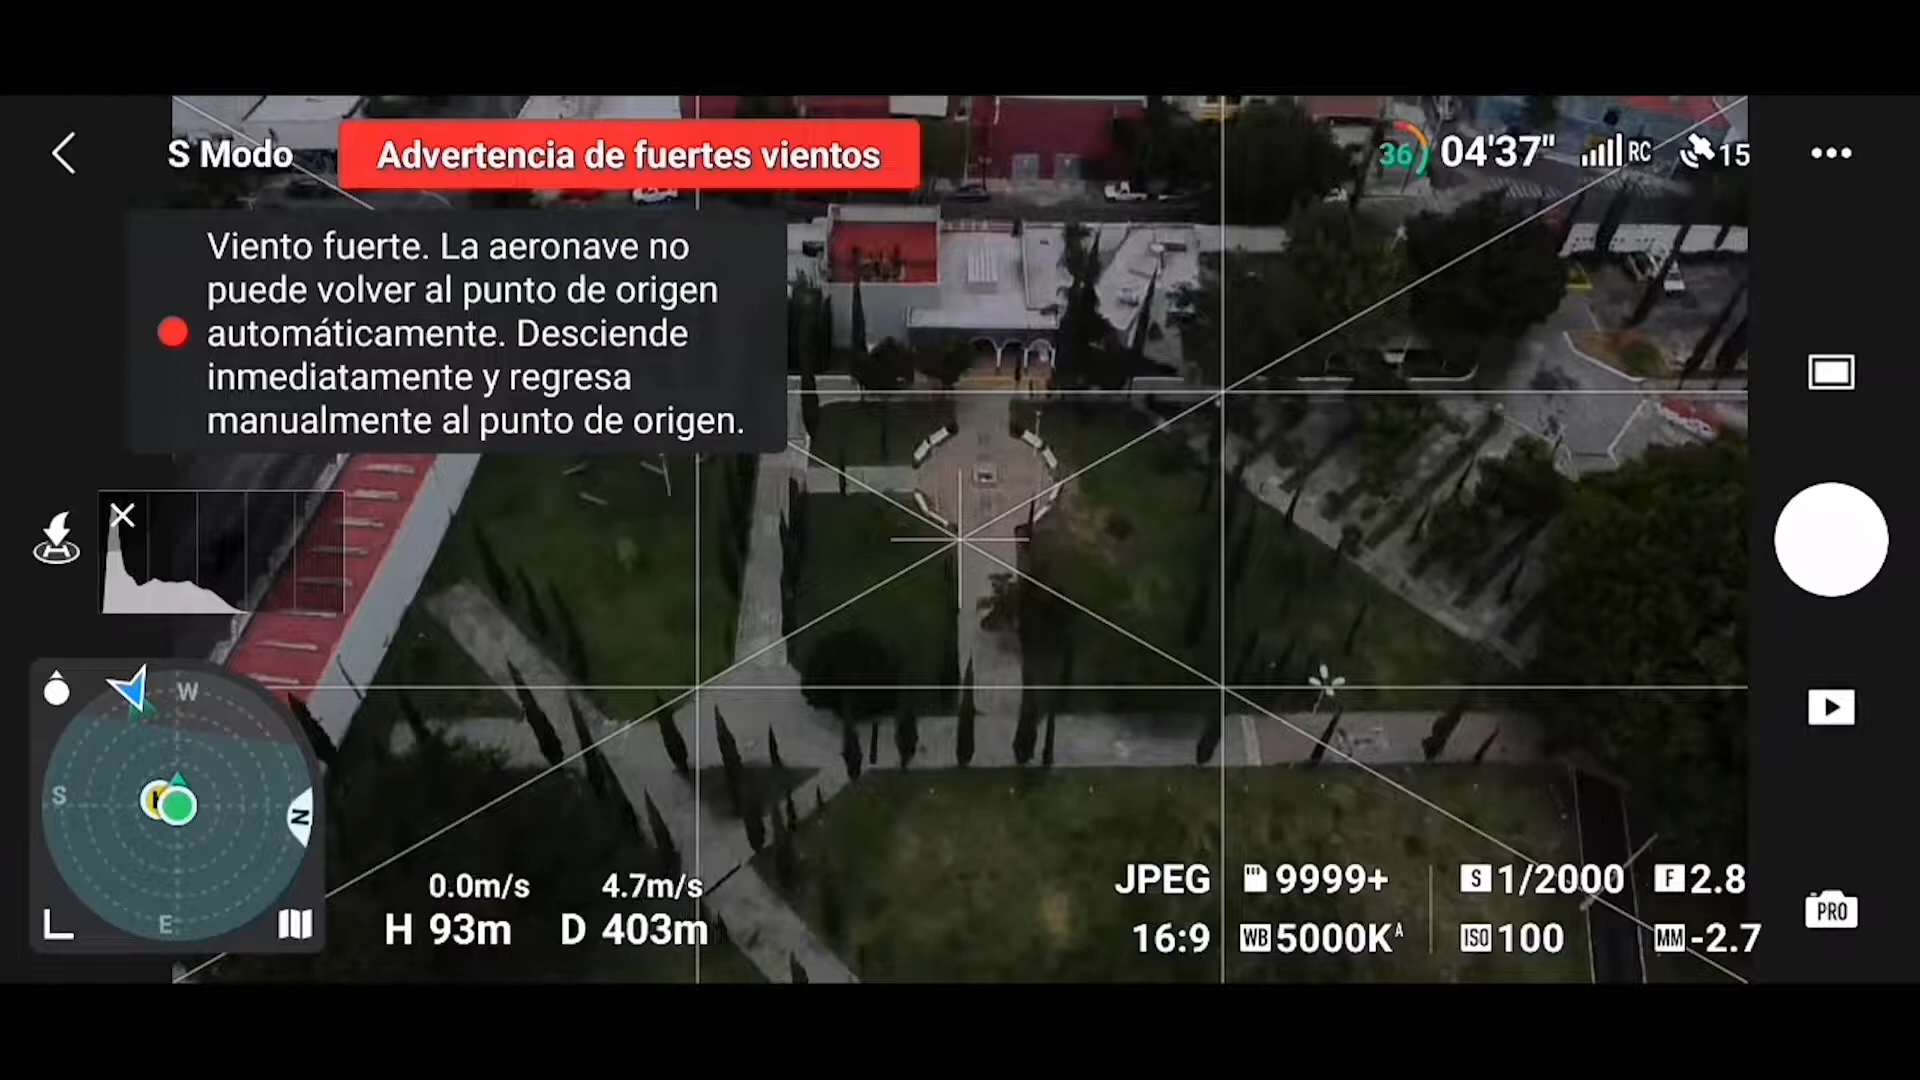 S Modo
Advertencia de fuertes vientos
36
04'37"
RC
15
Viento fuerte. La aeronave no
puede volver al punto de origen
automáticamente. Desciende
inmediatamente y regresa
manualmente al punto de origen.
W
S
N
E
0.0m/s
4.7m/s
H 93m
D 403m
JPEG
9999+
S 1/2000
F 2.8
16:9
WB 5000K A
ISO 100
MM -2.7
PRO